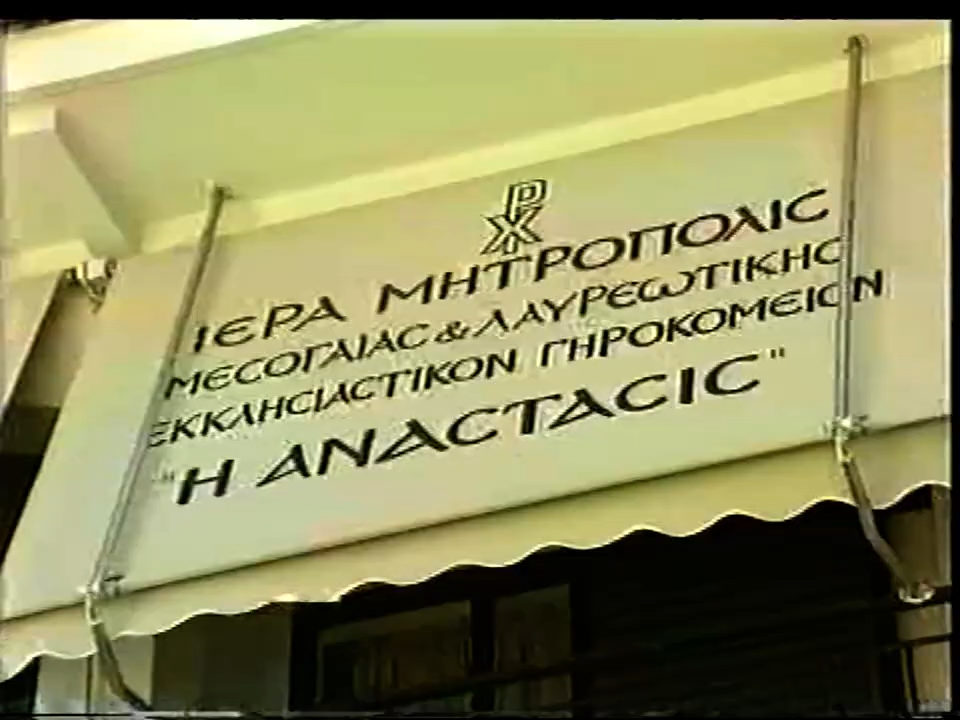 ΙΕΡΑ ΜΗΤΡΟΠΟΛΙC
ΜΕCΟΓΑΙΑC & ΛΑΥΡΕΩΤΙΚΗC
ΕΚΚΛΗCΙΑCΤΙΚΟΝ ΓΗΡΟΚΟΜΕΙΟΝ
"Η ΑΝΑCΤΑCΙC"